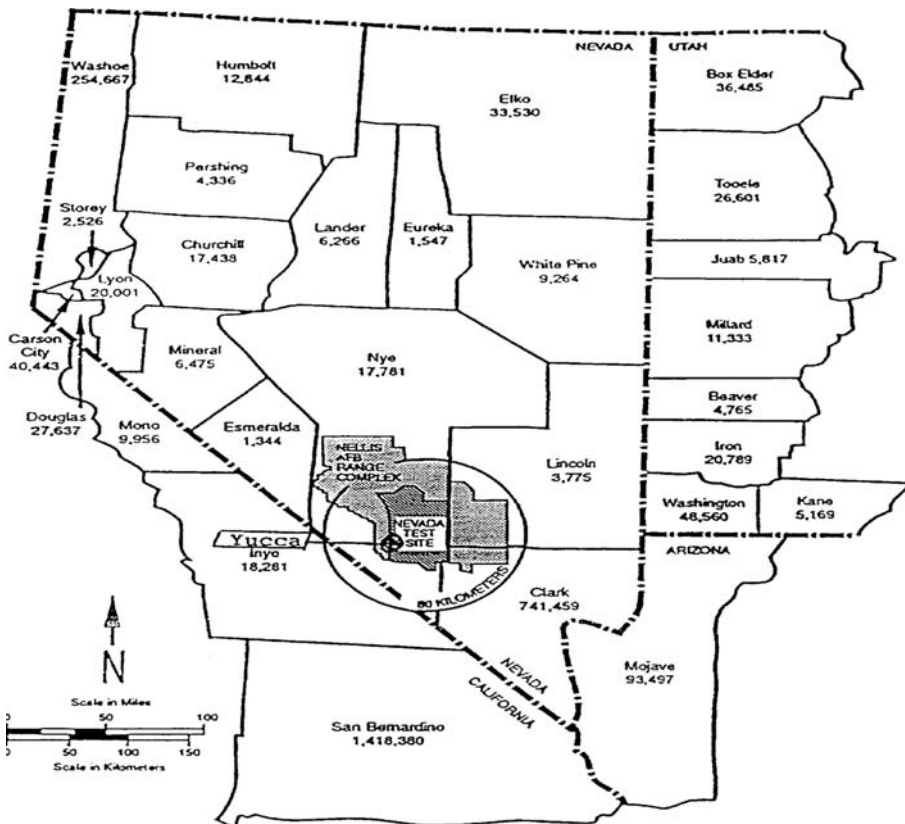 NEVADA
UTAH
Washoe
254,667
Humbolt
12,844
Elko
33,530
Box Elder
36,485
Pershing
4,336
Tooele
26,601
Storey
2,526
Churchill
17,438
Lander
6,266
Eureka
1,547
White Pine
9,264
Juab 5,817
Lyon
20,001
Millard
11,333
Carson
City
40,443
Mineral
6,475
Nye
17,781
Beaver
4,765
Douglas
27,637
Mono
9,956
Esmeralda
1,344
NELLIS
AFB
RANGE
COMPLEX
Lincoln
3,775
Iron
20,789
Washington
48,560
Kane
5,169
NEVADA
TEST
SITE
Yucca
Inyo
18,281
ARIZONA
80 KILOMETERS
Clark
741,459
N
NEVADA
CALIFORNIA
Mojave
93,497
Scale in Miles
0 50 100
San Bernardino
1,418,380
0 50 100 150
Scale in Kilometers